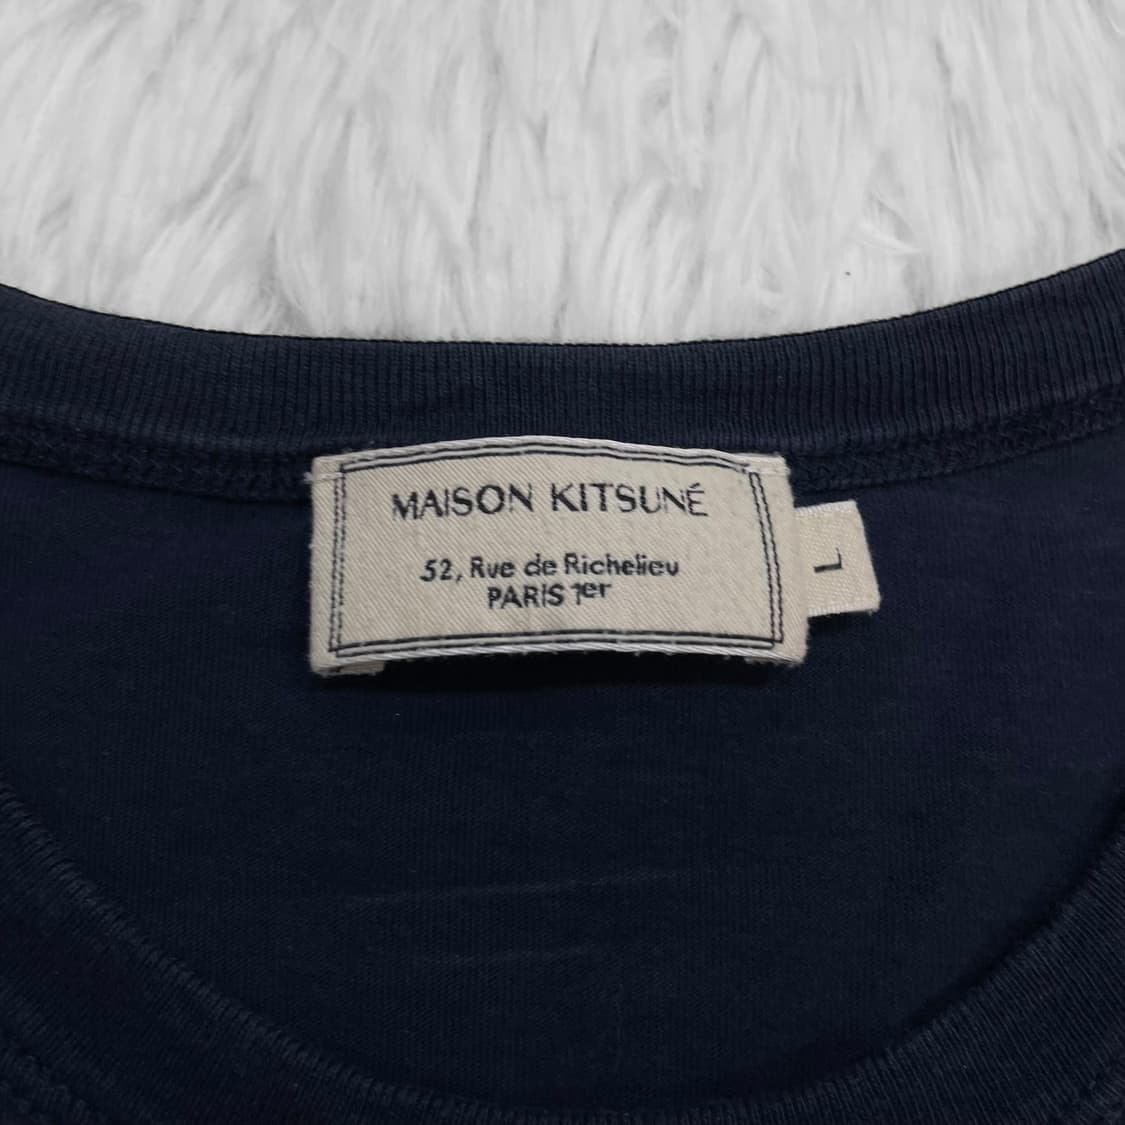 MAISON KITSUNÉ
52, Rue de Richelieu
PARIS 1er
L